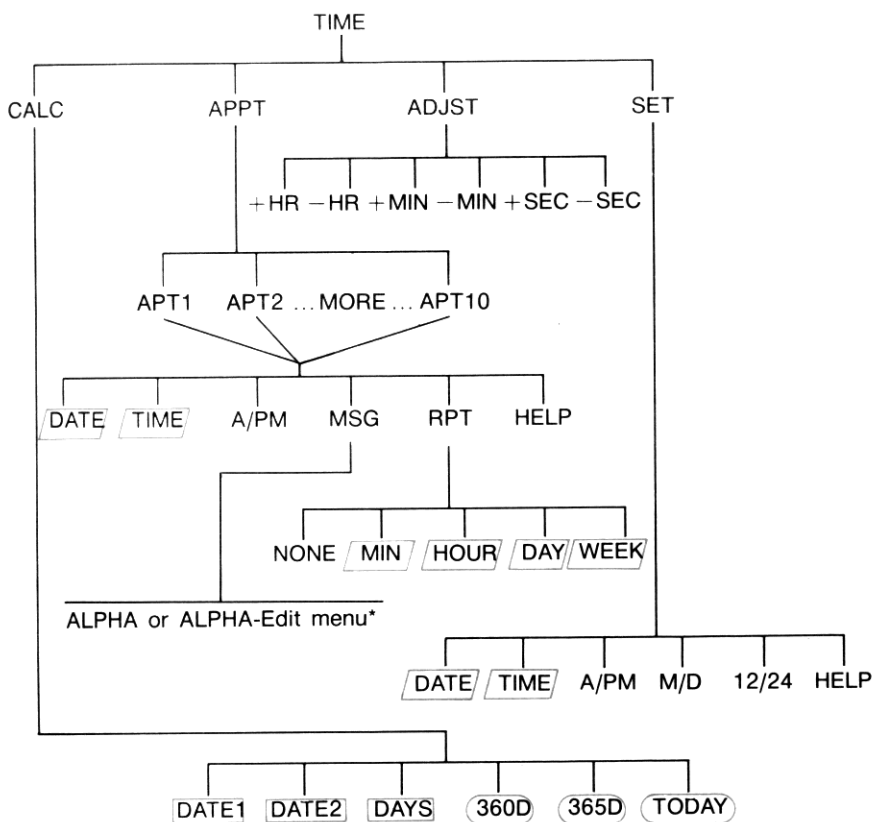 TIME
CALC APPT ADJST SET
+HR −HR +MIN −MIN +SEC −SEC
APT1 APT2 ... MORE ... APT10
DATE TIME A/PM MSG RPT HELP
NONE MIN HOUR DAY WEEK
ALPHA or ALPHA-Edit menu*
DATE TIME A/PM M/D 12/24 HELP
DATE1 DATE2 DAYS 360D 365D TODAY